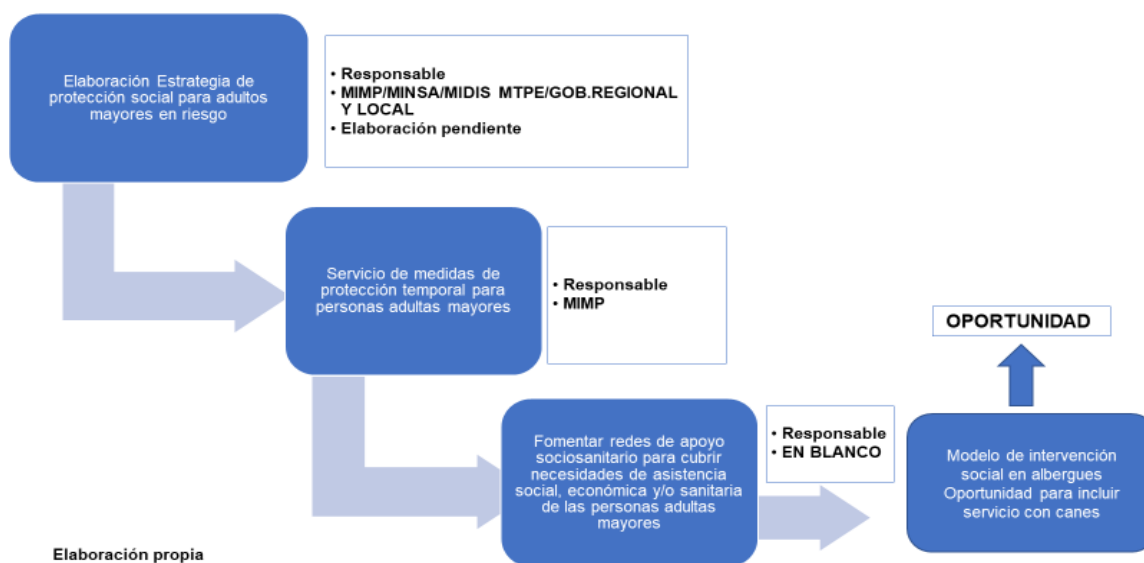 Elaboración Estrategia de
protección social para adultos
mayores en riesgo
• Responsable
• MIMP/MINSA/MIDIS MTPE/GOB.REGIONAL
Y LOCAL
• Elaboración pendiente
Servicio de medidas de
protección temporal para
personas adultas mayores
• Responsable
• MIMP
Fomentar redes de apoyo
sociosanitario para cubrir
necesidades de asistencia
social, económica y/o sanitaria
de las personas adultas
mayores
• Responsable
• EN BLANCO
OPORTUNIDAD
Modelo de intervención
social en albergues
Oportunidad para incluir
servicio con canes
Elaboración propia